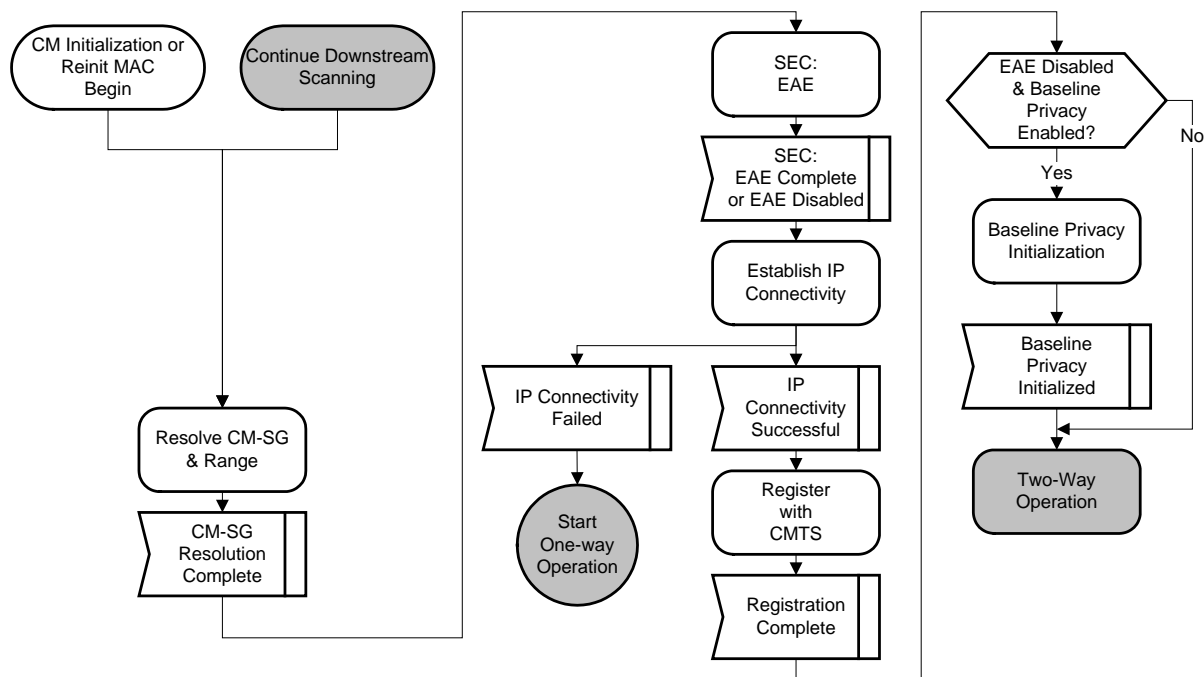 CM Initialization or
Reinit MAC
Begin
Continue Downstream
Scanning
Resolve CM-SG
& Range
CM-SG
Resolution
Complete
SEC:
EAE
SEC:
EAE Complete
or EAE Disabled
Establish IP
Connectivity
IP Connectivity
Failed
IP
Connectivity
Successful
Start
One-way
Operation
Register
with
CMTS
Registration
Complete
EAE Disabled
& Baseline
Privacy
Enabled?
No
Yes
Baseline Privacy
Initialization
Baseline
Privacy
Initialized
Two-Way
Operation